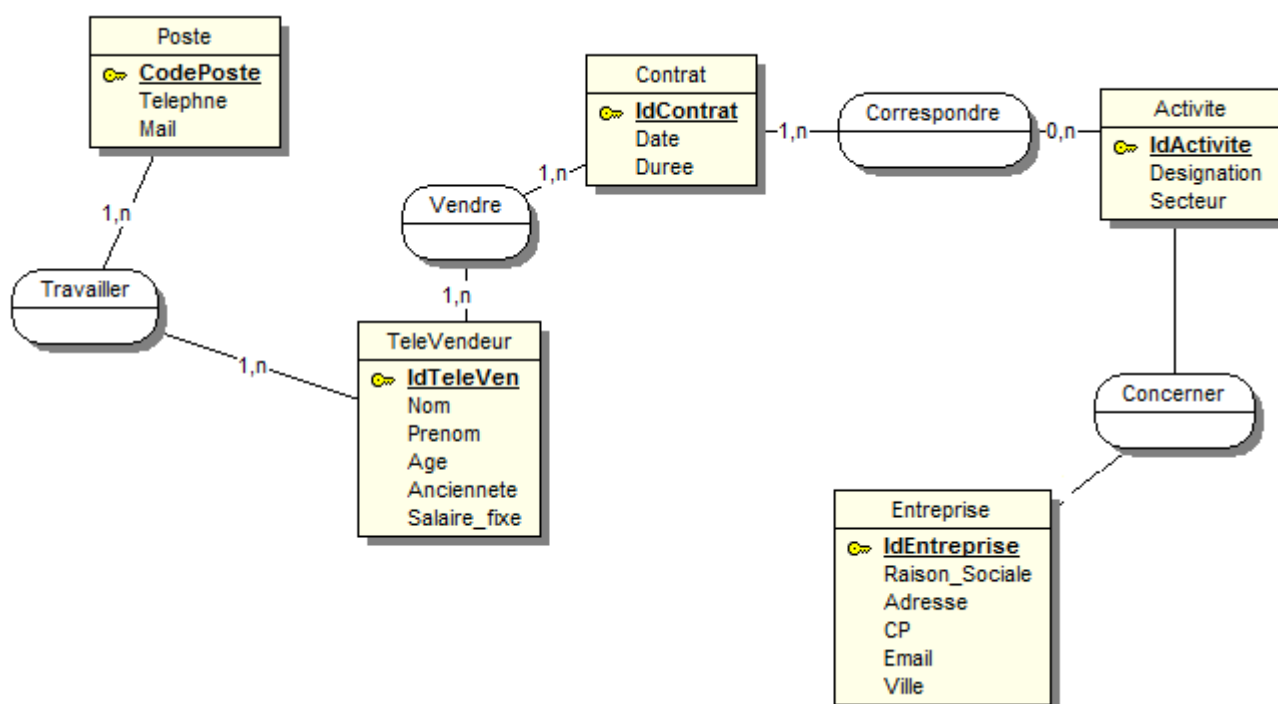 Poste
CodePoste
Telephne
Mail
1,n
Travailler
1,n
Contrat
IdContrat
Date
Duree
1,n
Vendre
1,n
TeleVendeur
IdTeleVen
Nom
Prenom
Age
Anciennete
Salaire_fixe
1,n
Correspondre
0,n
Activite
IdActivite
Designation
Secteur
Concerner
Entreprise
IdEntreprise
Raison_Sociale
Adresse
CP
Email
Ville